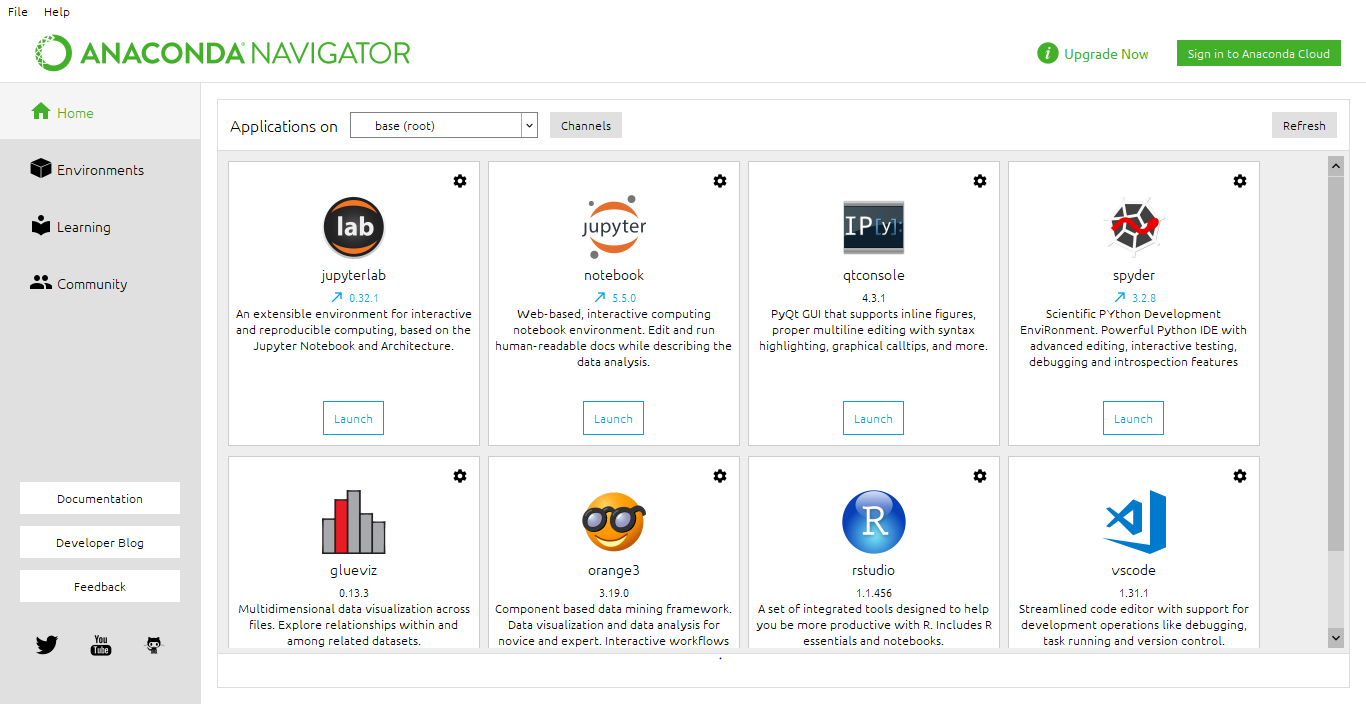 File Help
ANACONDA NAVIGATOR
i Upgrade Now
Sign in to Anaconda Cloud
Home
Environments
Learning
Community
Documentation
Developer Blog
Feedback
You
Tube
Applications on base (root) Channels Refresh
lab
jupyterlab
0.32.1
An extensible environment for interactive
and reproducible computing, based on the
Jupyter Notebook and Architecture.
Launch
jupyter
notebook
5.5.0
Web-based, interactive computing
notebook environment. Edit and run
human-readable docs while describing the
data analysis.
Launch
IP[y]:
qtconsole
4.3.1
PyQt GUI that supports inline figures,
proper multiline editing with syntax
highlighting, graphical calltips, and more.
Launch
spyder
3.2.8
Scientific PYthon Development
EnviRonment. Powerful Python IDE with
advanced editing, interactive testing,
debugging and introspection features
Launch
glueviz
0.13.3
Multidimensional data visualization across
files. Explore relationships within and
among related datasets.
orange3
3.19.0
Component based data mining framework.
Data visualization and data analysis for
novice and expert. Interactive workflows
R
rstudio
1.1.456
A set of integrated tools designed to help
you be more productive with R. Includes R
essentials and notebooks.
vscode
1.31.1
Streamlined code editor with support for
development operations like debugging,
task running and version control.